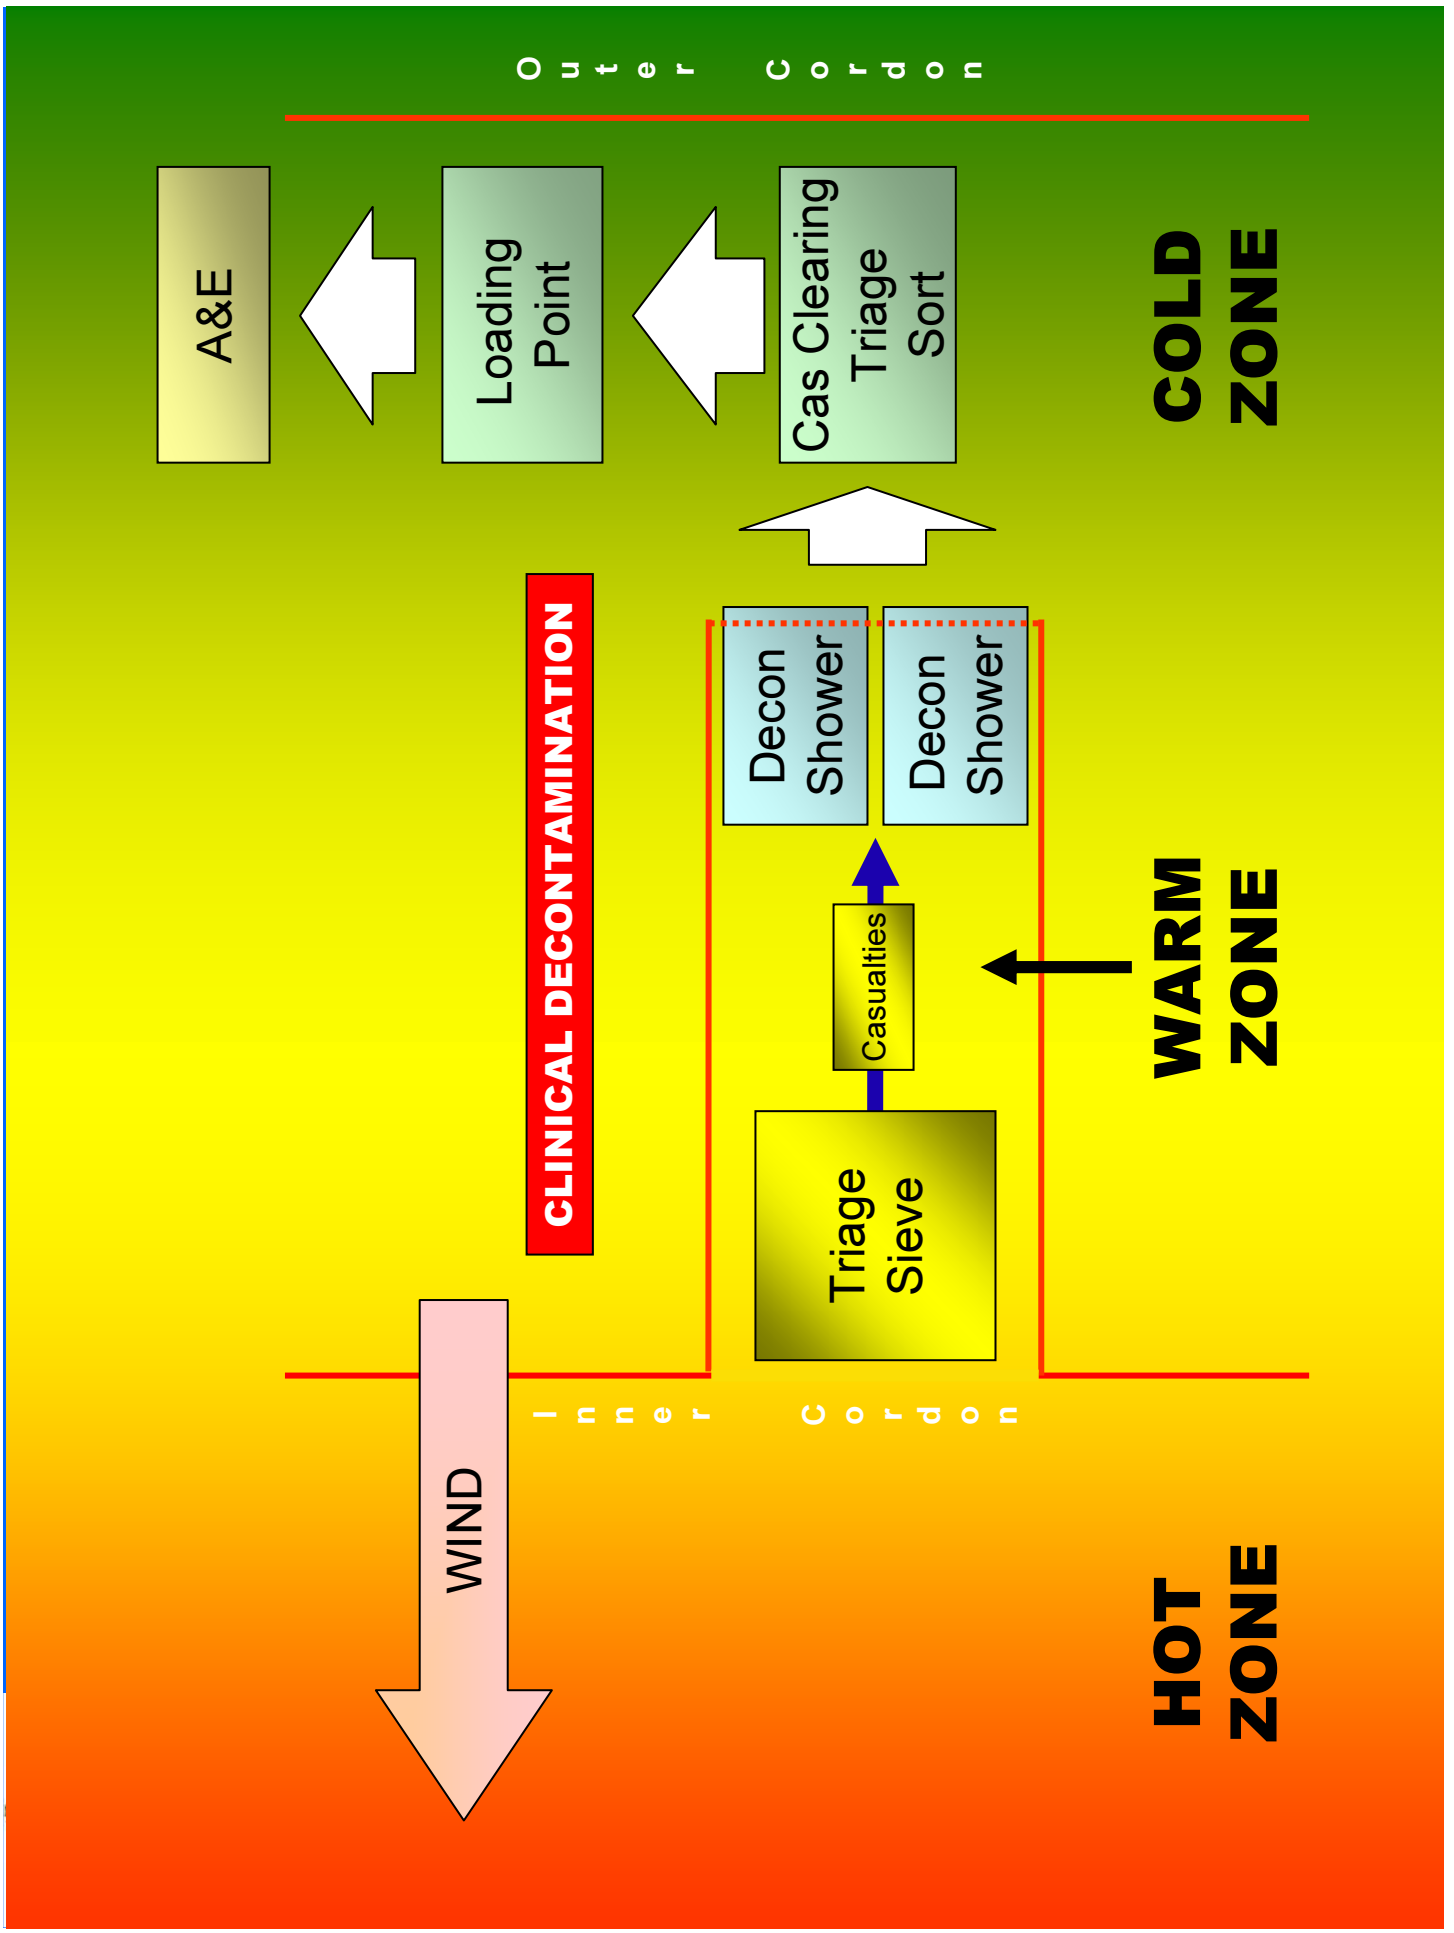 CLINICAL DECONTAMINATION
WIND
A&E
Loading
Point
Cas Clearing
Triage
Sort
Inner Cordon
Outer Cordon
Triage
Sieve
Casualties
Decon
Shower
Decon
Shower
HOT
ZONE
WARM
ZONE
COLD
ZONE